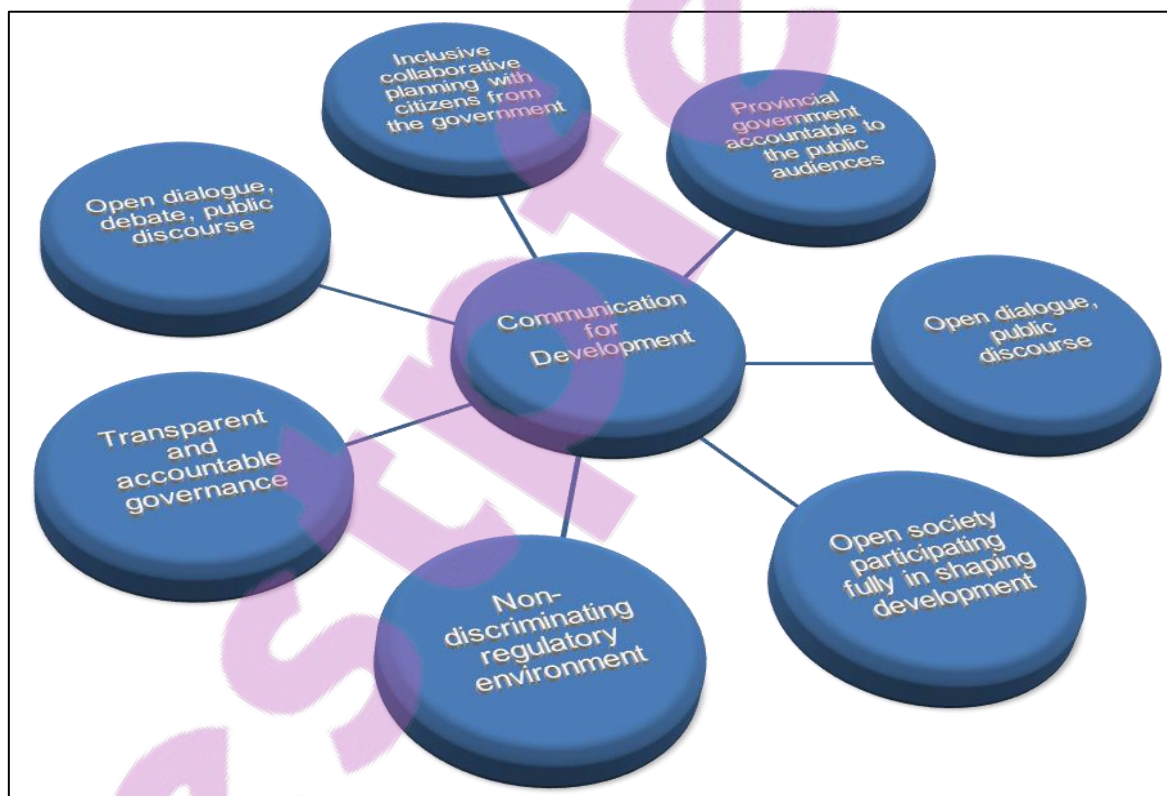 Inclusive
collaborative
planning with
citizens from
the government
Provincial
government
accountable to
the public
audiences
Open dialogue,
debate, public
discourse
Communication
for
Development
Open dialogue,
public
discourse
Transparent
and
accountable
governance
Open society
participating
fully in shaping
development
Non-
discriminating
regulatory
environment